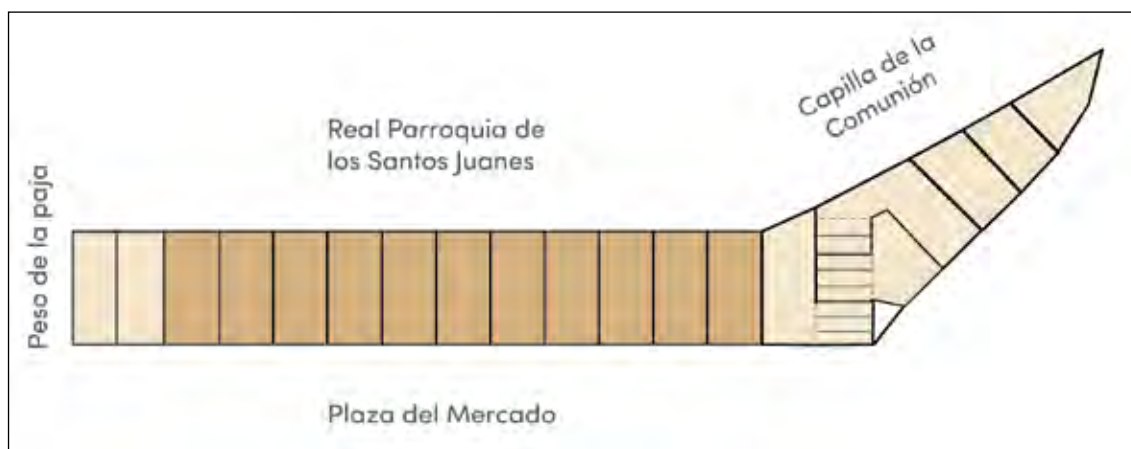 Capilla de la
Comunión
Real Parroquia de
los Santos Juanes
Peso de la paja
Plaza del Mercado